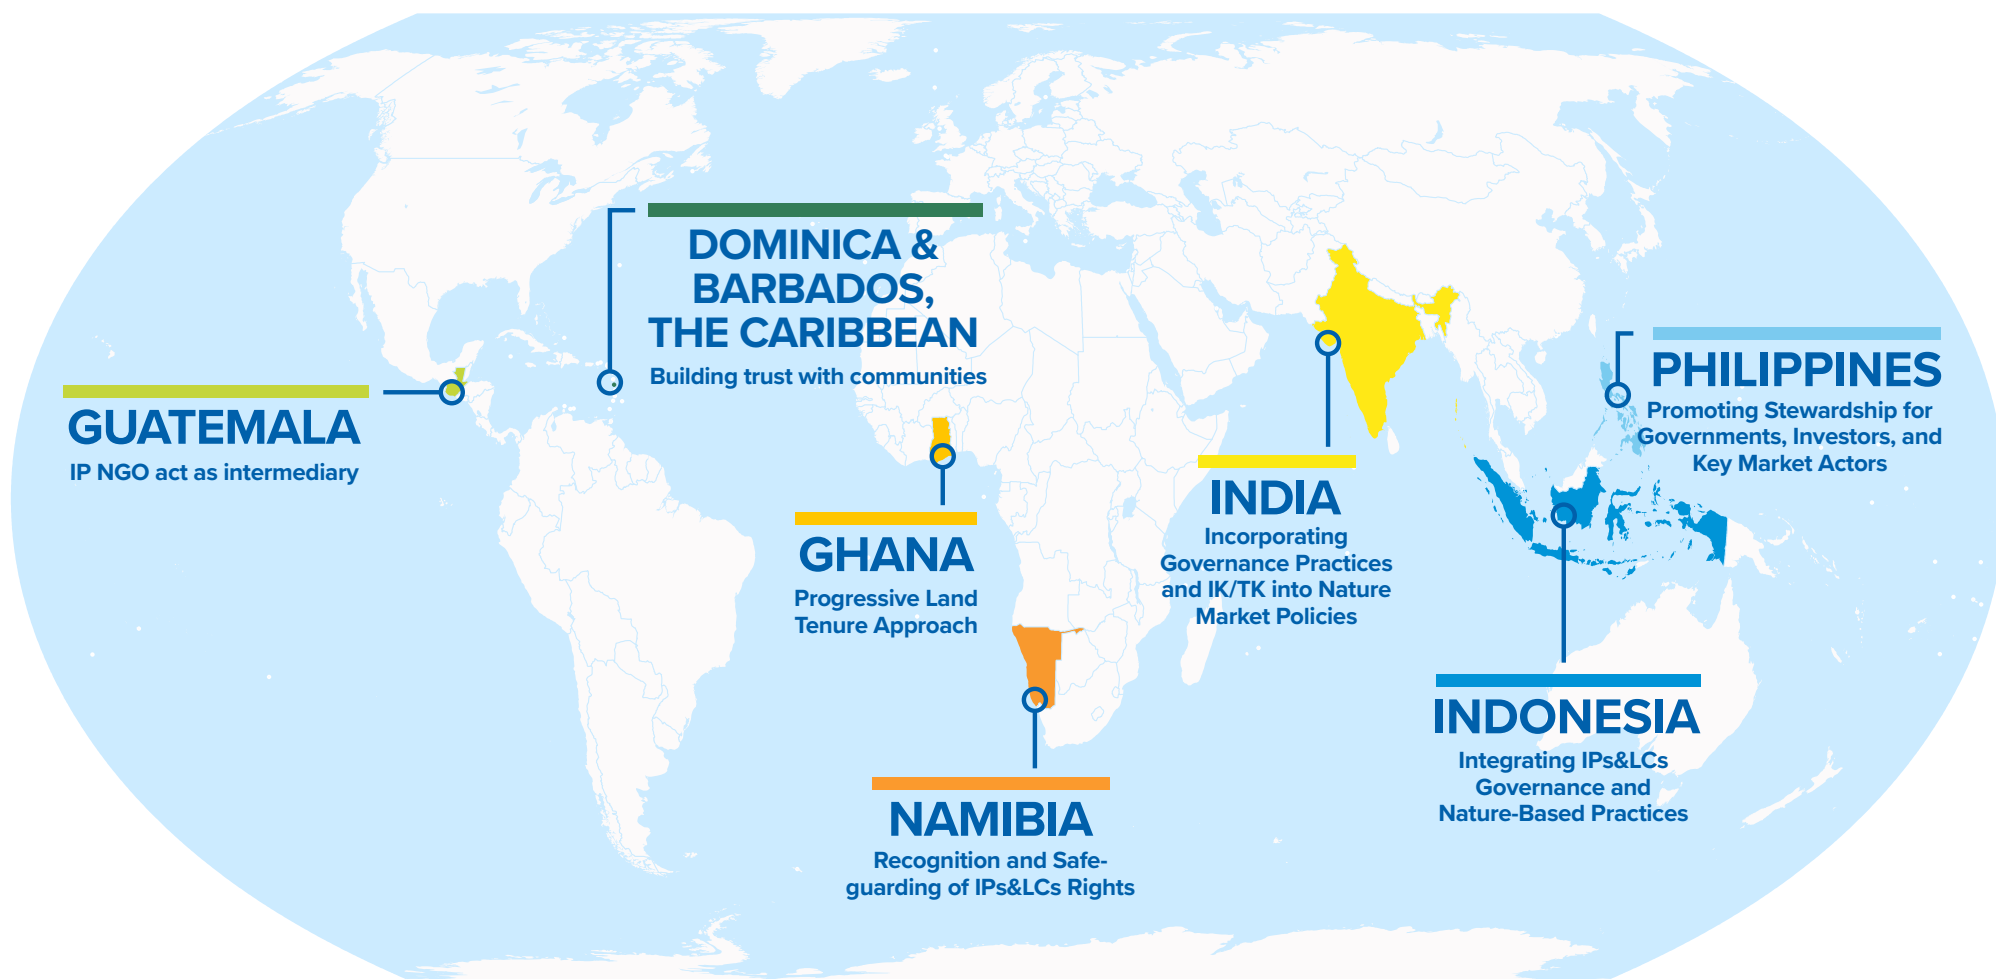 DOMINICA &
BARBADOS,
THE CARIBBEAN
Building trust with communities
GUATEMALA
IP NGO act as intermediary
PHILIPPINES
Promoting Stewardship for
Governments, Investors, and
Key Market Actors
INDIA
Incorporating
Governance Practices
and IK/TK into Nature
Market Policies
GHANA
Progressive Land
Tenure Approach
INDONESIA
Integrating IPs&LCs
Governance and
Nature-Based Practices
NAMIBIA
Recognition and Safe-
guarding of IPs&LCs Rights